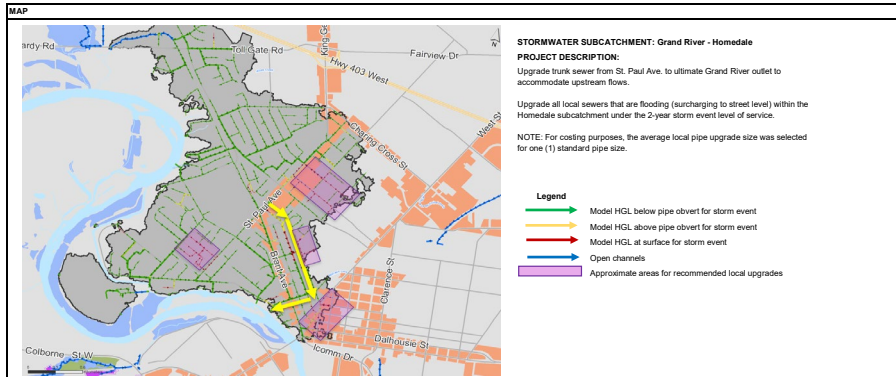 MAP
ardy Rd
Toll Gate Rd
King Ge
Fairview Dr
Hwy 403 West
N
West St
Charing Cross St
St Paul Ave
Brant Ave
Clarence St
Dalhousie St
Icomm Dr
Colborne St W
STORMWATER SUBCATCHMENT: Grand River - Homedale
PROJECT DESCRIPTION:
Upgrade trunk sewer from St. Paul Ave. to ultimate Grand River outlet to
accommodate upstream flows.
Upgrade all local sewers that are flooding (surcharging to street level) within the
Homedale subcatchment under the 2-year storm event level of service.
NOTE: For costing purposes, the average local pipe upgrade size was selected
for one (1) standard pipe size.
Legend
Model HGL below pipe obvert for storm event
Model HGL above pipe obvert for storm event
Model HGL at surface for storm event
Open channels
Approximate areas for recommended local upgrades